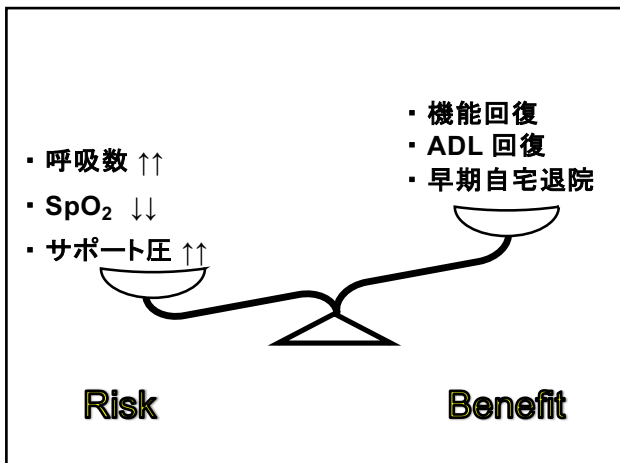 ・呼吸数 ↑↑
・SpO₂ ↓↓
・サポート圧 ↑↑
・機能回復
・ADL 回復
・早期自宅退院
Risk
Benefit